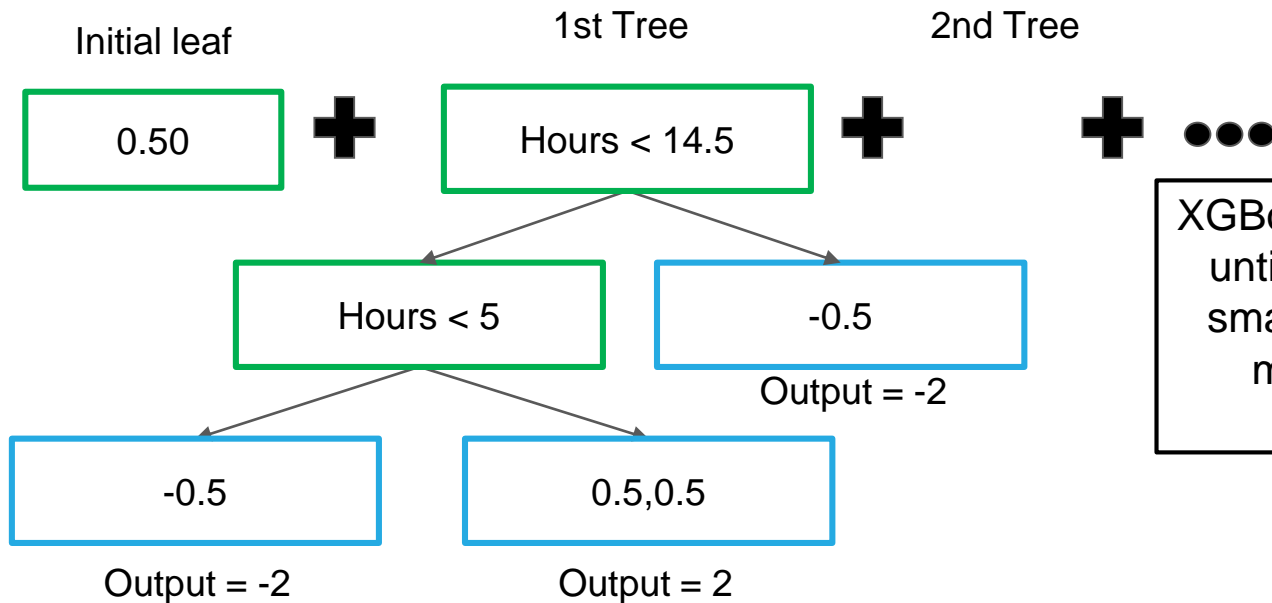 Initial leaf
1st Tree
2nd Tree
0.50
Hours < 14.5
Hours < 5
-0.5
Output = -2
-0.5
0.5,0.5
Output = -2
Output = 2